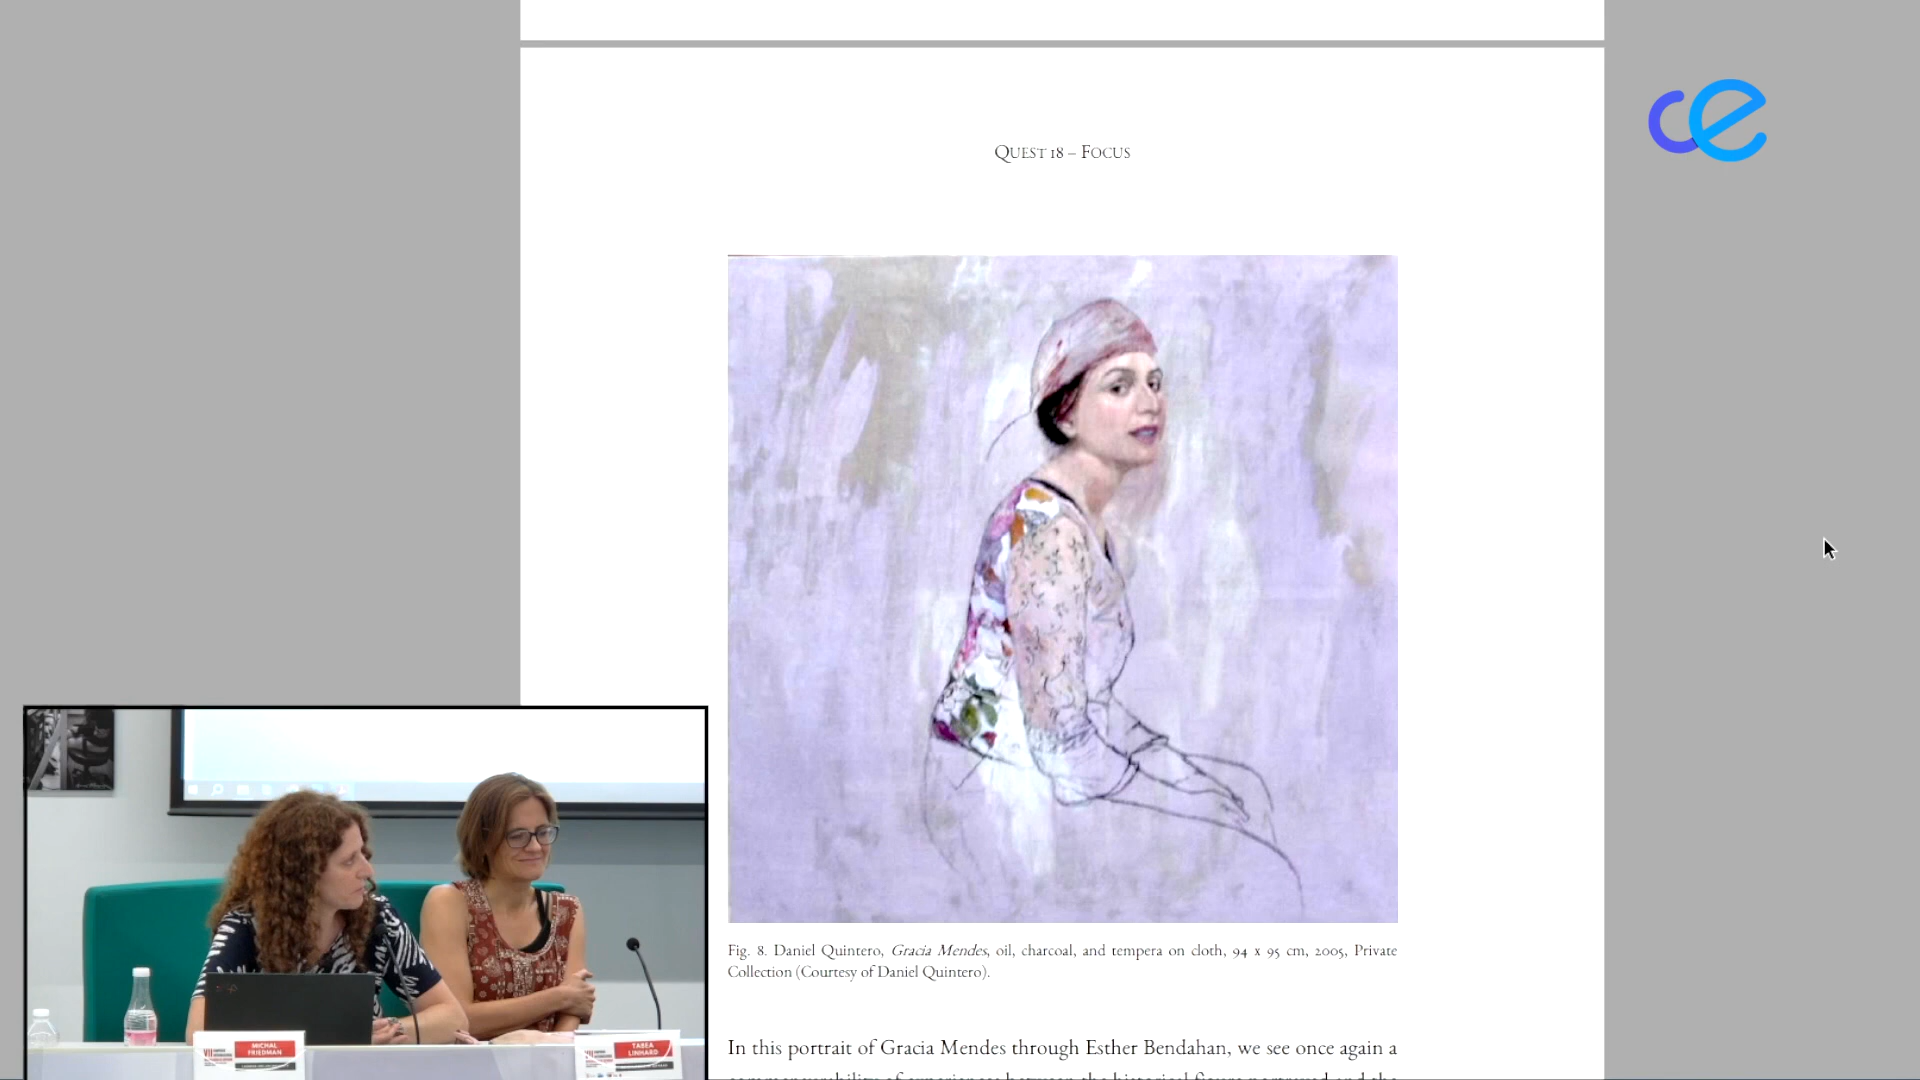 QUEST 18 – FOCUS
ce
Fig. 8. Daniel Quintero, Gracia Mendes, oil, charcoal, and tempera on cloth, 94 x 95 cm, 2005, Private
Collection (Courtesy of Daniel Quintero).
In this portrait of Gracia Mendes through Esther Bendahan, we see once again a
MICHAL
FRIEDMAN
TABEA
LINHARD